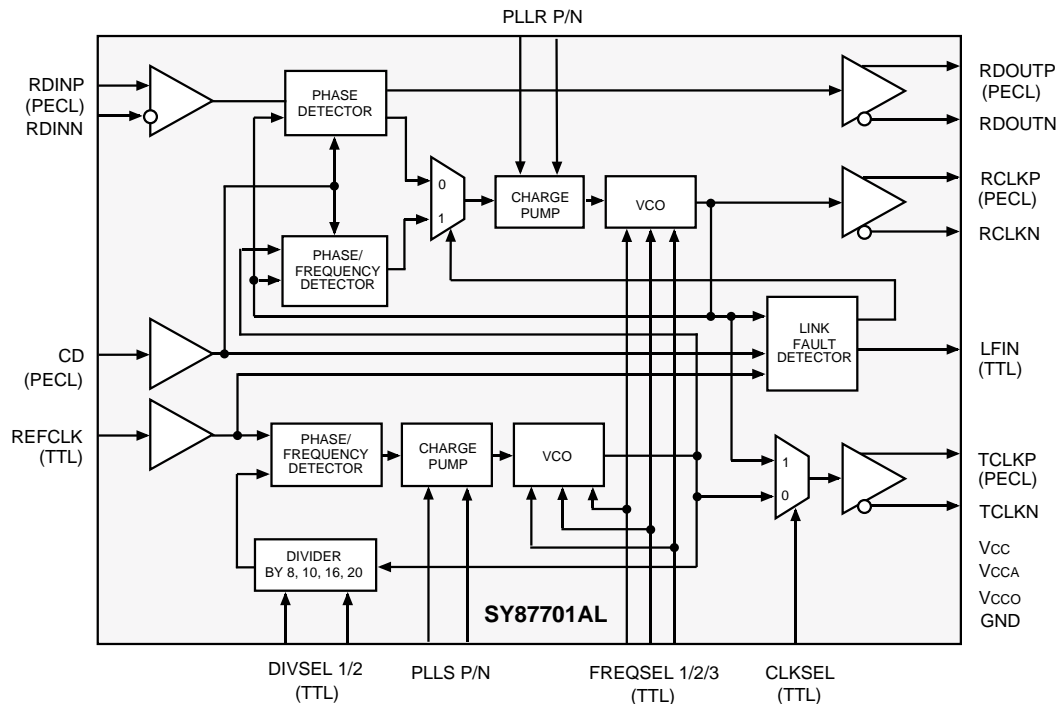 PLLR P/N
RDINP
(PECL)
RDINN
PHASE
DETECTOR
RDOUTP
(PECL)
RDOUTN
0
1
CHARGE
PUMP
VCO
RCLKP
(PECL)
RCLKN
PHASE/
FREQUENCY
DETECTOR
CD
(PECL)
LINK
FAULT
DETECTOR
LFIN
(TTL)
REFCLK
(TTL)
PHASE/
FREQUENCY
DETECTOR
CHARGE
PUMP
VCO
1
0
TCLKP
(PECL)
TCLKN
DIVIDER
BY 8, 10, 16, 20
SY87701AL
VCC
VCCA
VCCO
GND
DIVSEL 1/2
(TTL)
PLLS P/N
FREQSEL 1/2/3
(TTL)
CLKSEL
(TTL)